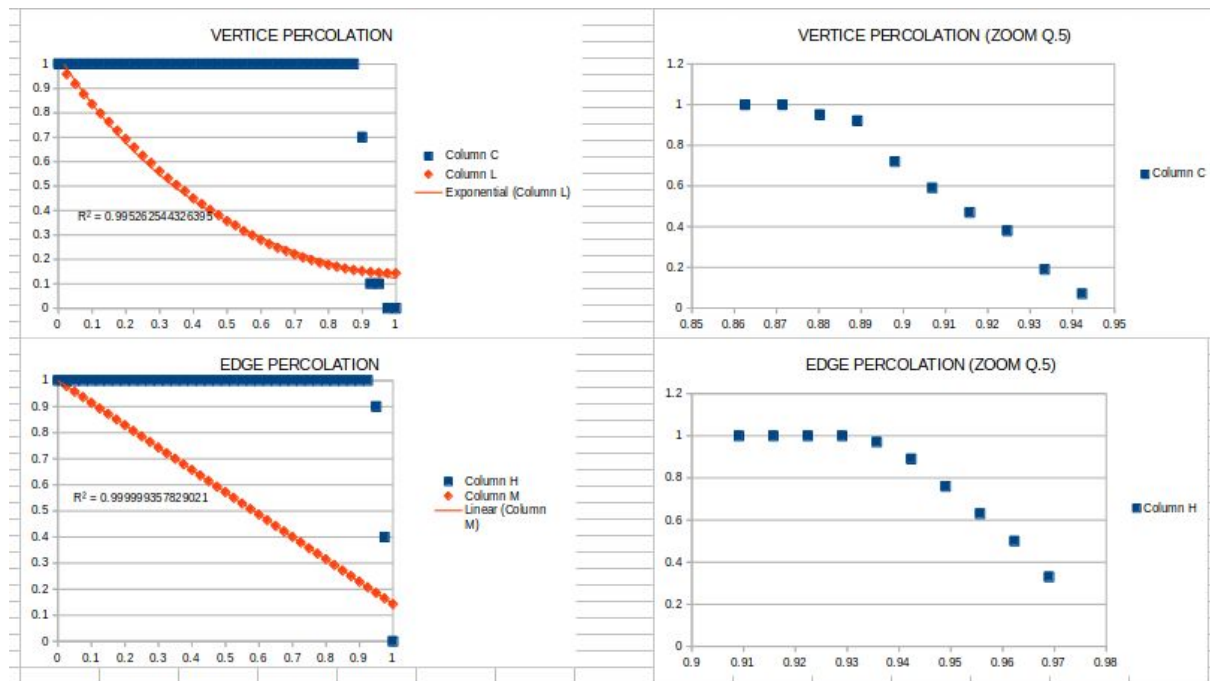 VERTICE PERCOLATION
1
0.9
0.8
0.7
0.6
0.5
0.4
0.3
0.2
0.1
0
R² = 0.995262544326395
0 0.1 0.2 0.3 0.4 0.5 0.6 0.7 0.8 0.9 1
Column C
Column L
Exponential (Column L)
VERTICE PERCOLATION (ZOOM Q.5)
1.2
1
0.8
0.6
0.4
0.2
0
0.85 0.86 0.87 0.88 0.89 0.9 0.91 0.92 0.93 0.94 0.95
Column C
EDGE PERCOLATION
1
0.9
0.8
0.7
0.6
0.5
0.4
0.3
0.2
0.1
0
R² = 0.999999357829021
0 0.1 0.2 0.3 0.4 0.5 0.6 0.7 0.8 0.9 1
Column H
Column M
Linear (Column
M)
EDGE PERCOLATION (ZOOM Q.5)
1.2
1
0.8
0.6
0.4
0.2
0
0.9 0.91 0.92 0.93 0.94 0.95 0.96 0.97 0.98
Column H